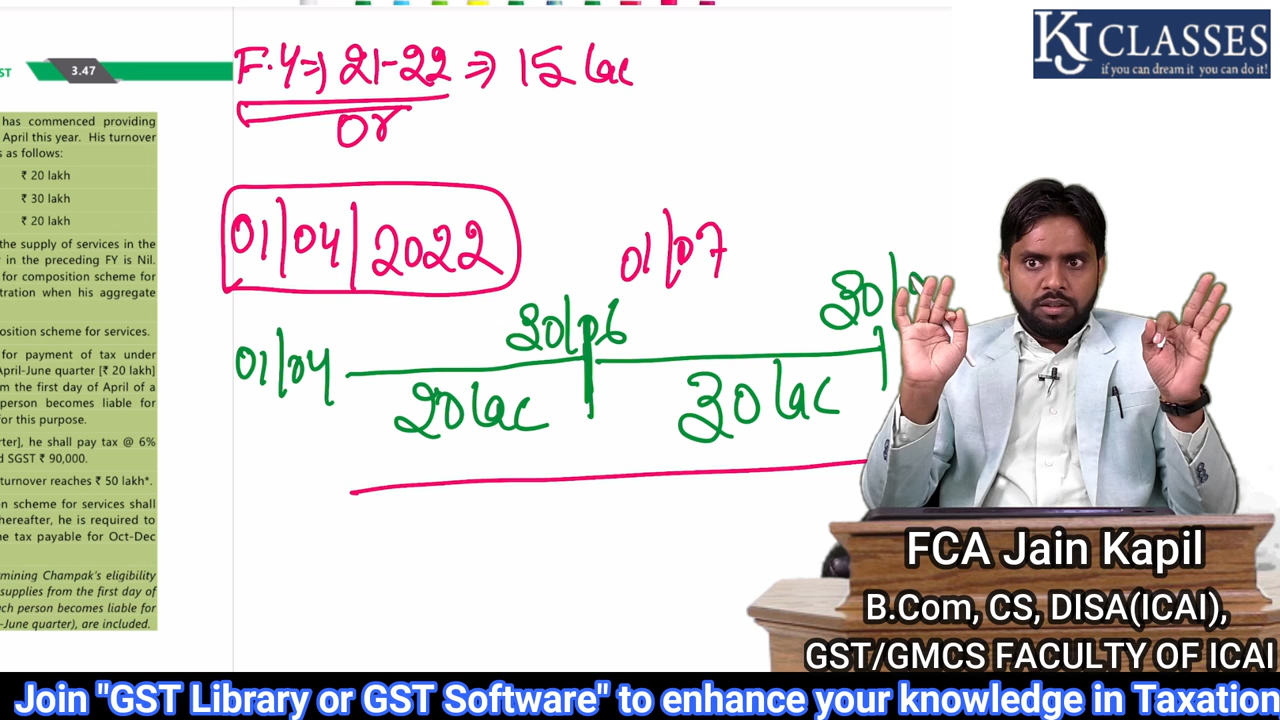 ST 3.47
has commenced providing
April this year. His turnover
s as follows:
₹ 20 lakh
₹ 30 lakh
₹ 20 lakh
the supply of services in the
in the preceding FY is Nil.
for composition scheme for
tration when his aggregate
osition scheme for services.
for payment of tax under
April-June quarter [₹ 20 lakh]
m the first day of April of a
person becomes liable for
for this purpose.
rter], he shall pay tax @ 6%
d SGST ₹ 90,000.
turnover reaches ₹ 50 lakh*.
n scheme for services shall
hereafter, he is required to
ne tax payable for Oct-Dec
rmining Champak's eligibility
supplies from the first day of
ch person becomes liable for
-June quarter), are included.
F.Y => 21-22 => 15 lac
Or
01/04/2022
01/07
01/04
30/06
30/
20 lac
30 lac
KJ CLASSES
if you can dream it you can do it!
FCA Jain Kapil
B.Com, CS, DISA(ICAI),
GST/GMCS FACULTY OF ICAI
Join "GST Library or GST Software" to enhance your knowledge in Taxation